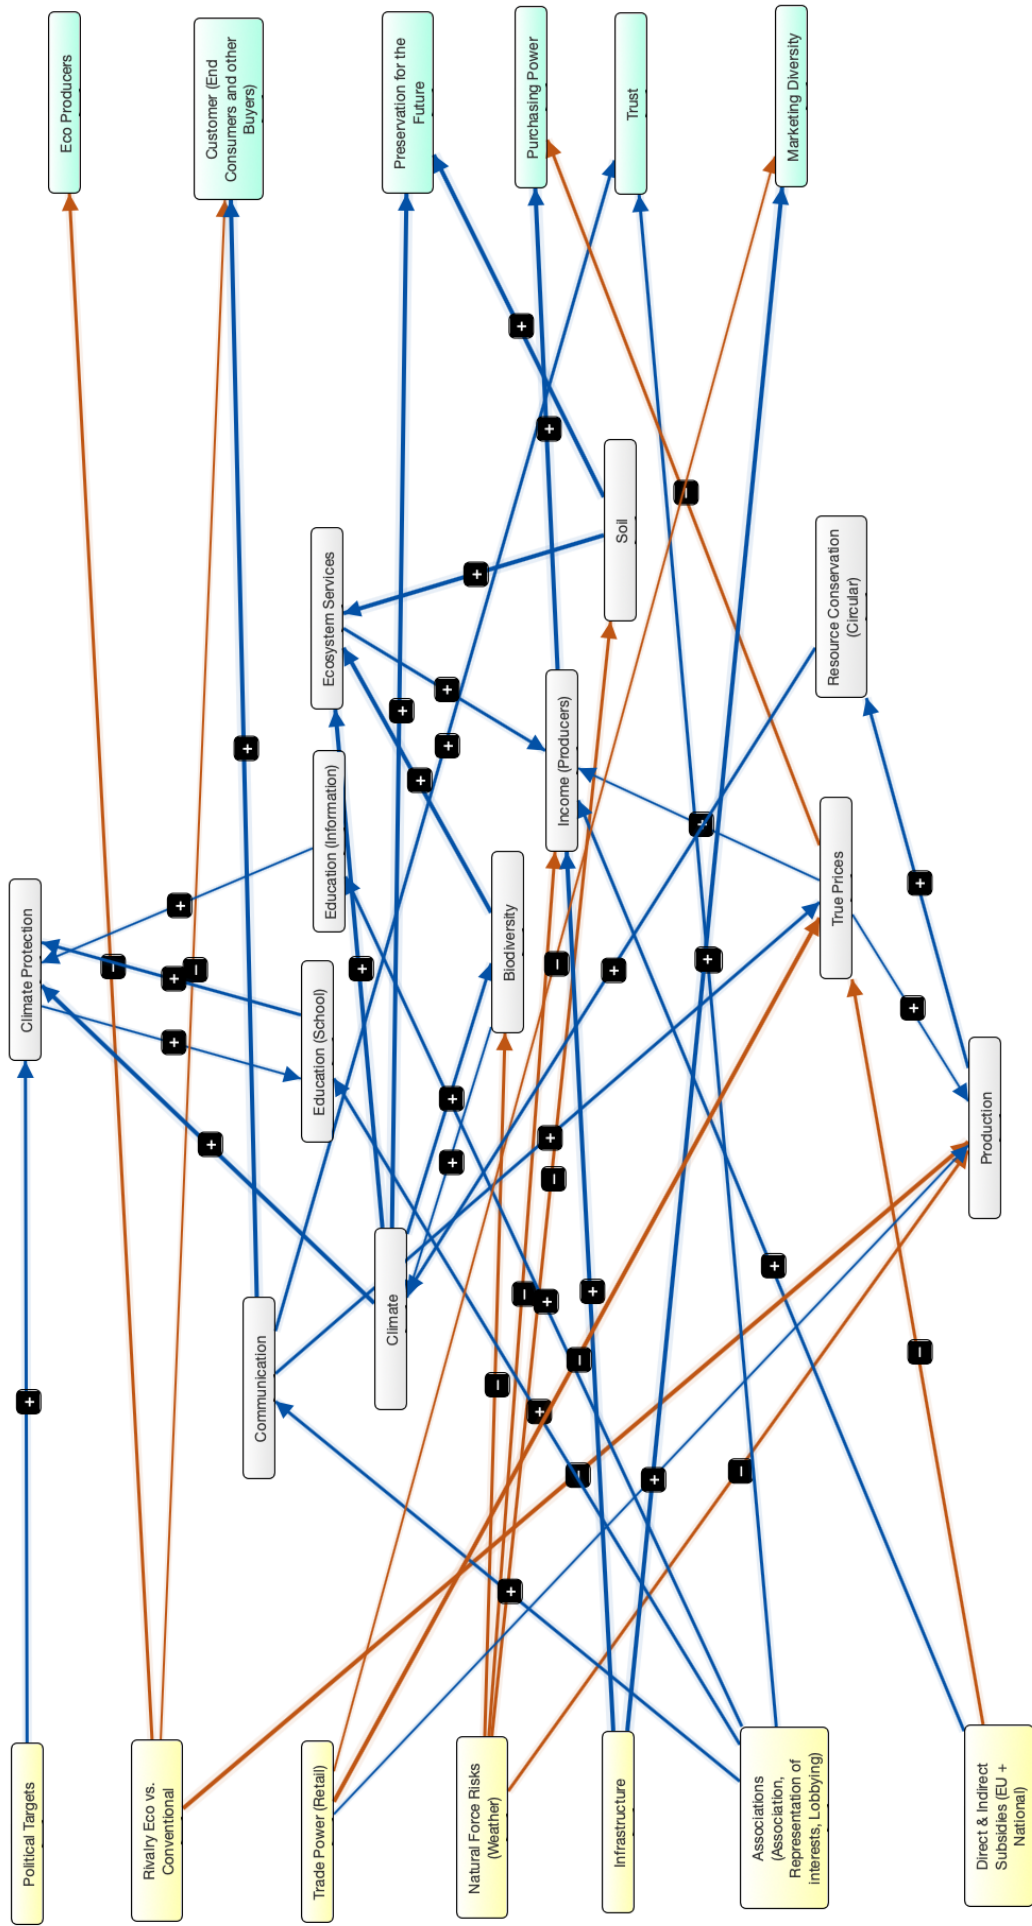 Eco Producers
Customer (End
Consumers and other
Buyers)
Preservation for the
Future
Purchasing Power
Trust
Marketing Diversity
Climate Protection
Education (School)
Education (Information)
Ecosystem Services
Soil
Income (Producers)
Biodiversity
Resource Conservation
(Circular)
True Prices
Production
Communication
Climate
Political Targets
Rivalry Eco vs.
Conventional
Trade Power (Retail)
Natural Force Risks
(Weather)
Infrastructure
Associations
(Association,
Representation of
interests, Lobbying)
Direct & Indirect
Subsidies (EU +
National)